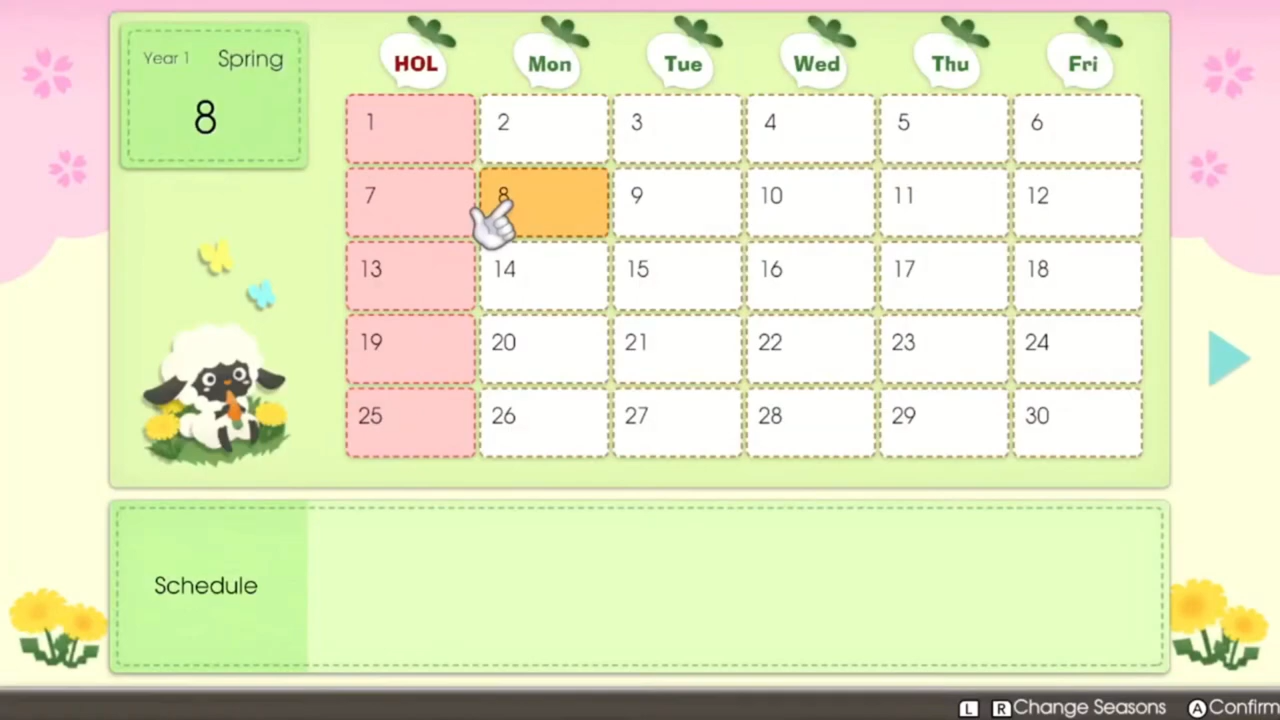 Year 1 Spring
8
HOL Mon Tue Wed Thu Fri
1 2 3 4 5 6
7 8 9 10 11 12
13 14 15 16 17 18
19 20 21 22 23 24
25 26 27 28 29 30
Schedule
L R Change Seasons A Confirm